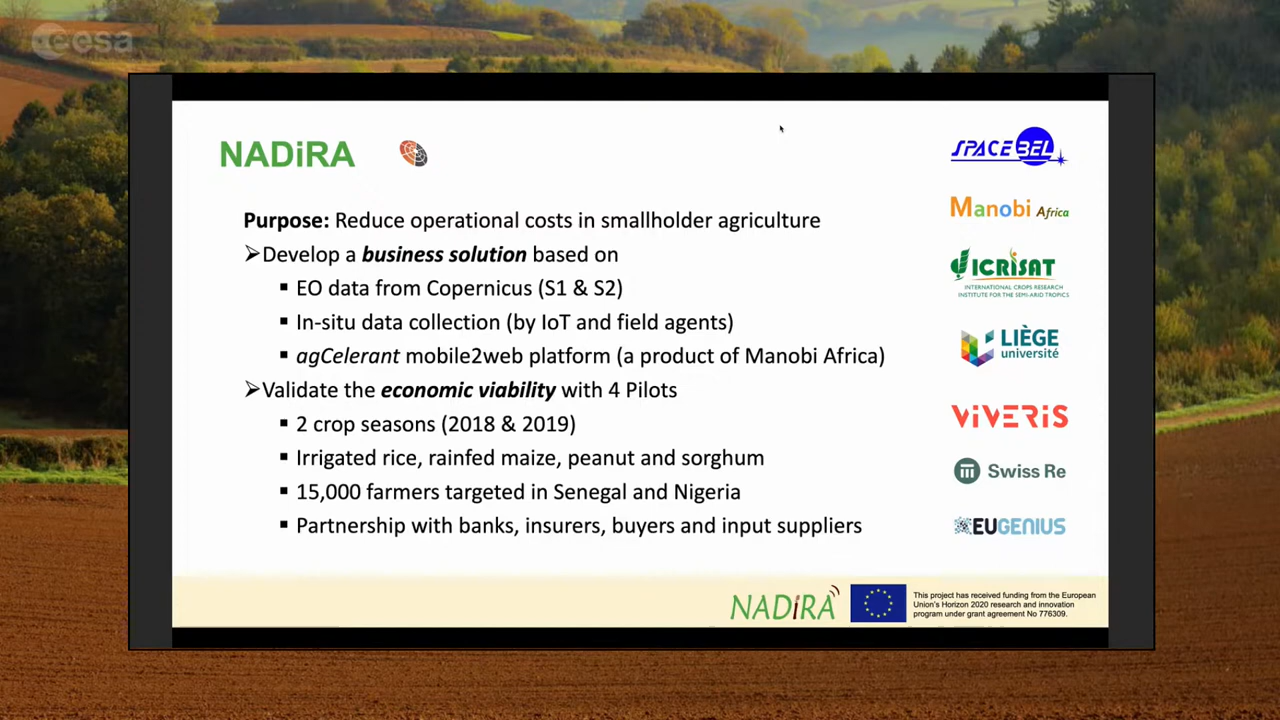 esa
NADiRA
Purpose: Reduce operational costs in smallholder agriculture
➢Develop a business solution based on
▪ EO data from Copernicus (S1 & S2)
▪ In-situ data collection (by IoT and field agents)
▪ agCelerant mobile2web platform (a product of Manobi Africa)
➢Validate the economic viability with 4 Pilots
▪ 2 crop seasons (2018 & 2019)
▪ Irrigated rice, rainfed maize, peanut and sorghum
▪ 15,000 farmers targeted in Senegal and Nigeria
▪ Partnership with banks, insurers, buyers and input suppliers
SPACEBEL
Manobi Africa
ICRISAT
INTERNATIONAL CROPS RESEARCH
INSTITUTE FOR THE SEMI-ARID TROPICS
LIÈGE
université
ViVERiS
Swiss Re
EUGENIUS
NADiRA
This project has received funding from the European
Union's Horizon 2020 research and innovation
program under grant agreement No 776309.